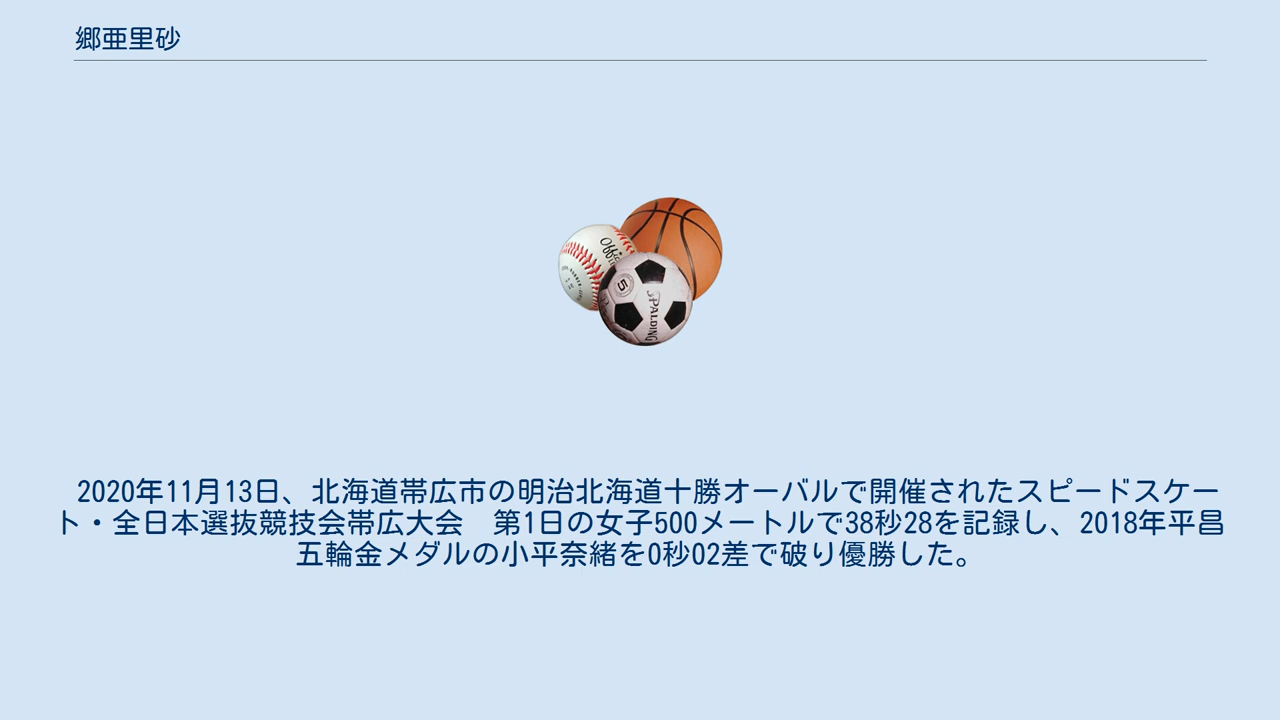 郷亜里砂
Offic
5
SPALDING
2020年11月13日、北海道帯広市の明治北海道十勝オーバルで開催されたスピードスケー
ト・全日本選抜競技会帯広大会　第1日の女子500メートルで38秒28を記録し、2018年平昌
五輪金メダルの小平奈緒を0秒02差で破り優勝した。